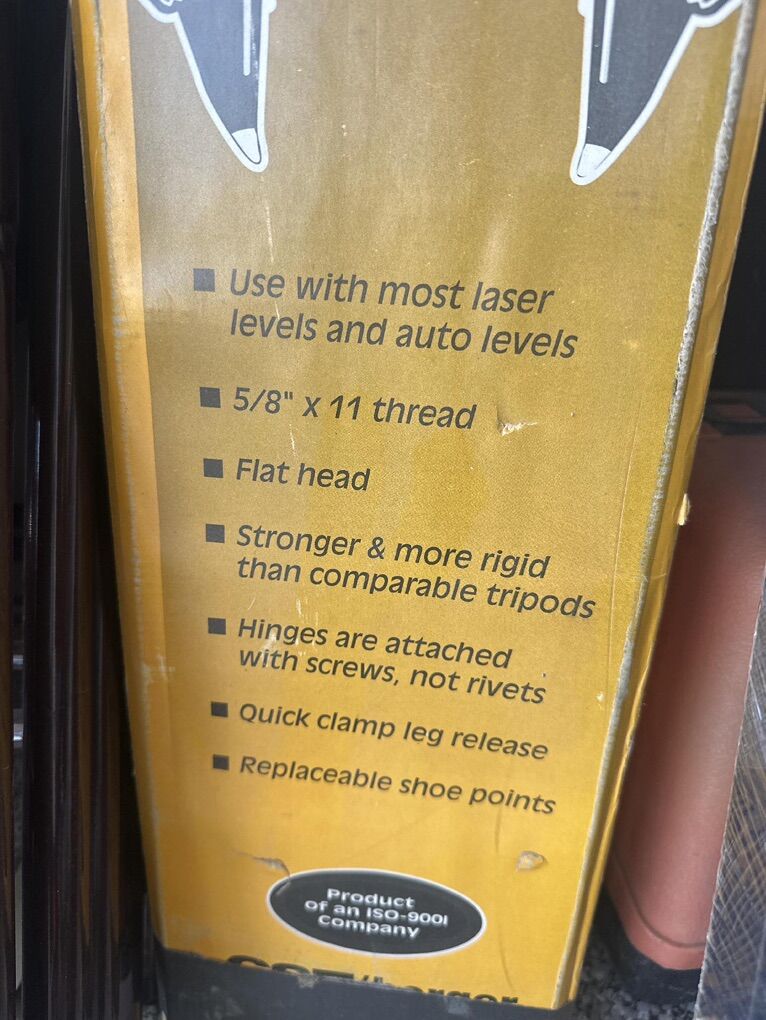 ■ Use with most laser
levels and auto levels
■ 5/8" x 11 thread
■ Flat head
■ Stronger & more rigid
than comparable tripods
■ Hinges are attached
with screws, not rivets
■ Quick clamp leg release
■ Replaceable shoe points
Product
of an ISO-9001
Company
CST/berger